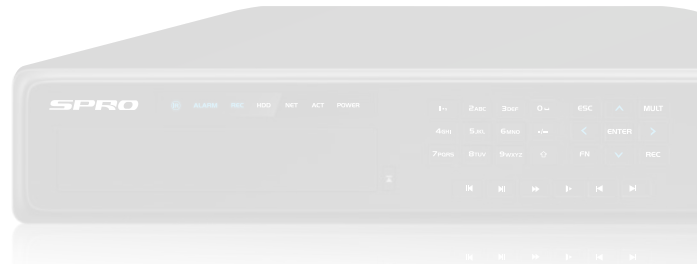 SPRO
ALARM REC HDD NET ACT POWER
1 2ABC 3DEF 0 ESC MULT
4GHI 5JKL 6MNO -/-- ENTER
7PQRS 8TUV 9WXYZ FN REC